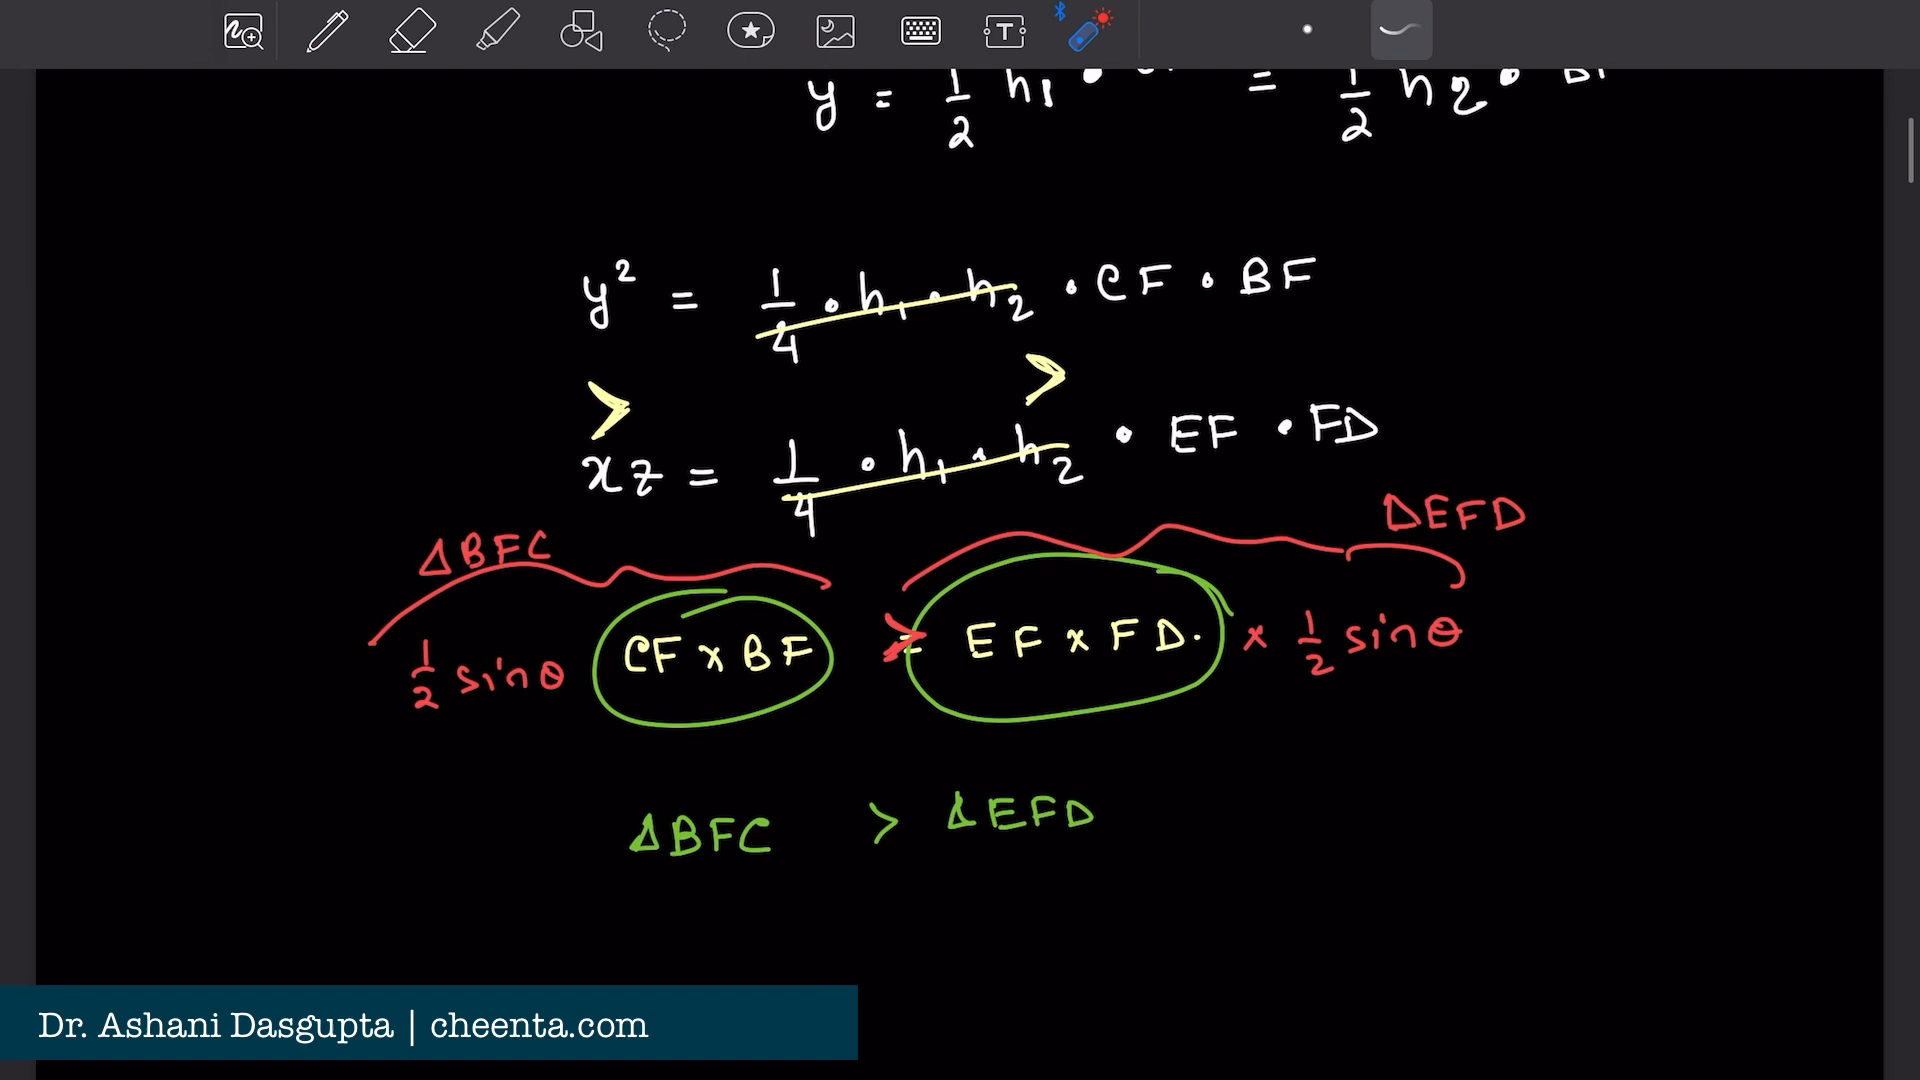 y = 1/2 h₁ • = 1/2 h₂ •
y² = 1/4 • h₁ • h₂ • CF • BF
> >
xz = 1/4 • h₁ • h₂ • EF • FD
ΔBFC ΔEFD
1/2 sinθ CF × BF > = EF × FD. × 1/2 sinθ
ΔBFC > ΔEFD
Dr. Ashani Dasgupta | cheenta.com